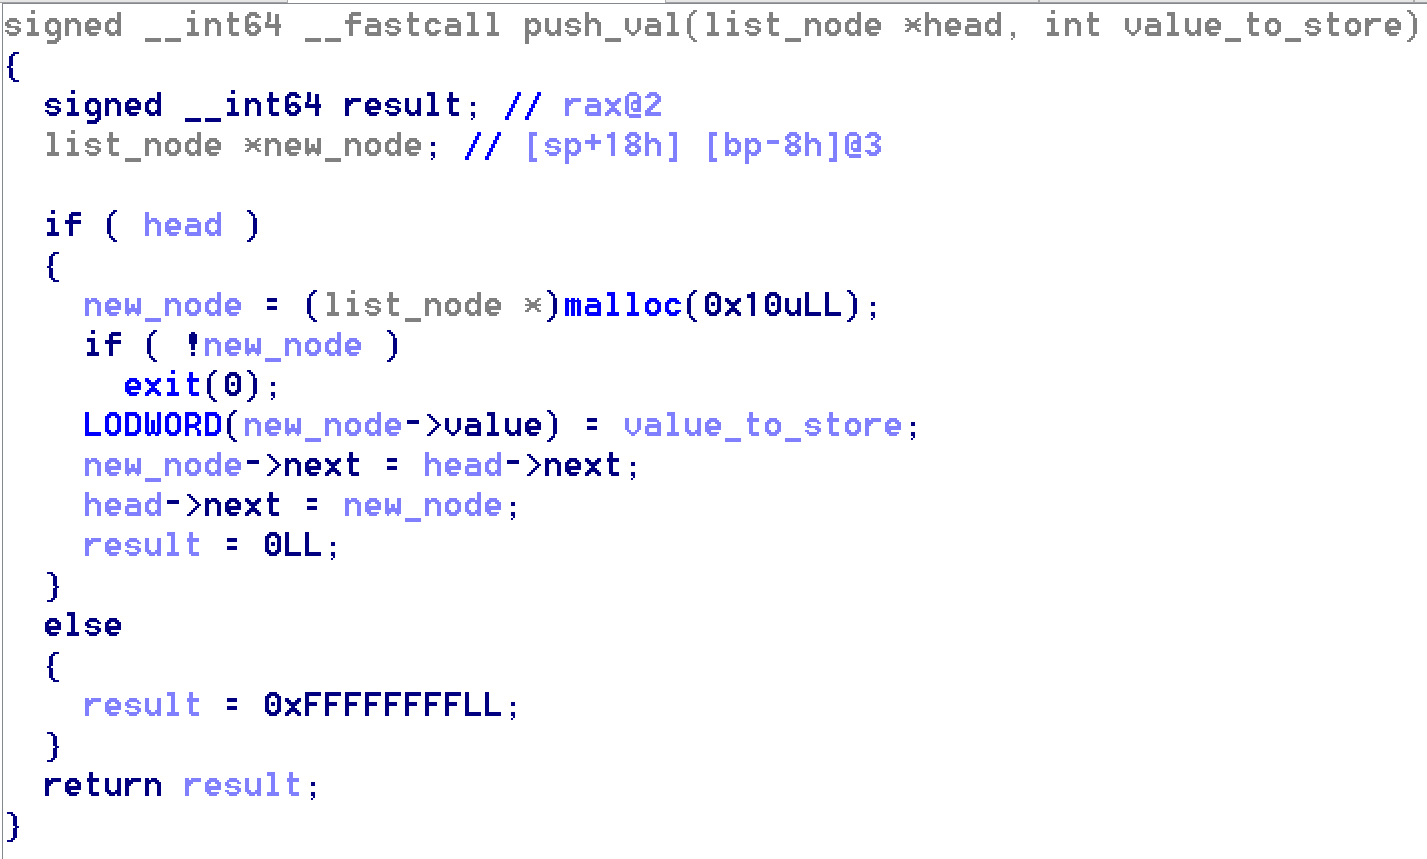 signed __int64 __fastcall push_val(list_node *head, int value_to_store)
{
  signed __int64 result; // rax@2
  list_node *new_node; // [sp+18h] [bp-8h]@3

  if ( head )
  {
    new_node = (list_node *)malloc(0x10uLL);
    if ( !new_node )
      exit(0);
    LODWORD(new_node->value) = value_to_store;
    new_node->next = head->next;
    head->next = new_node;
    result = 0LL;
  }
  else
  {
    result = 0xFFFFFFFFLL;
  }
  return result;
}